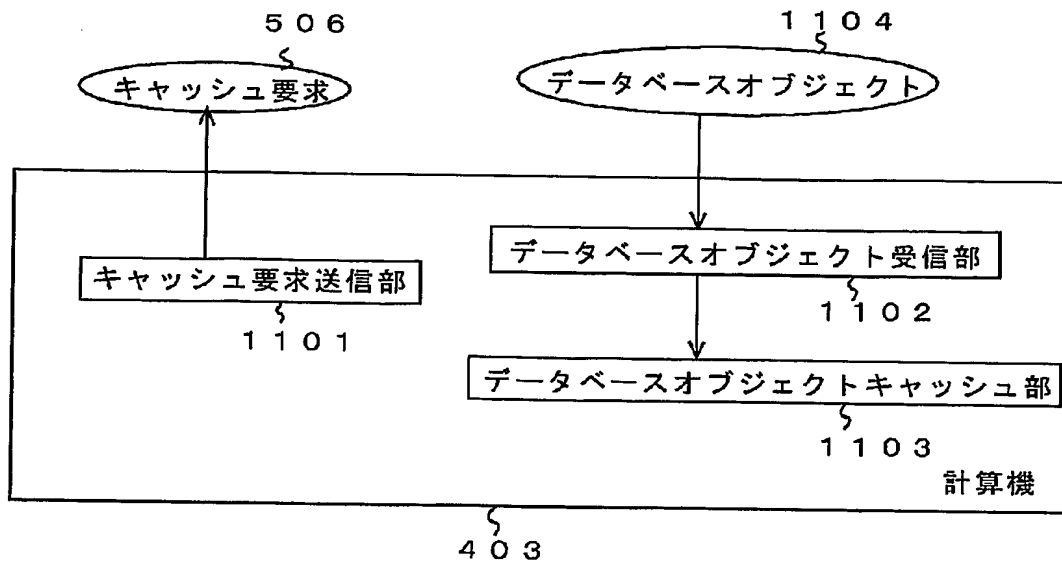 ５０６
１１０４
キャッシュ要求
データベースオブジェクト
データベースオブジェクト受信部
キャッシュ要求送信部
１１０２
１１０１
データベースオブジェクトキャッシュ部
１１０３
計算機
４０３